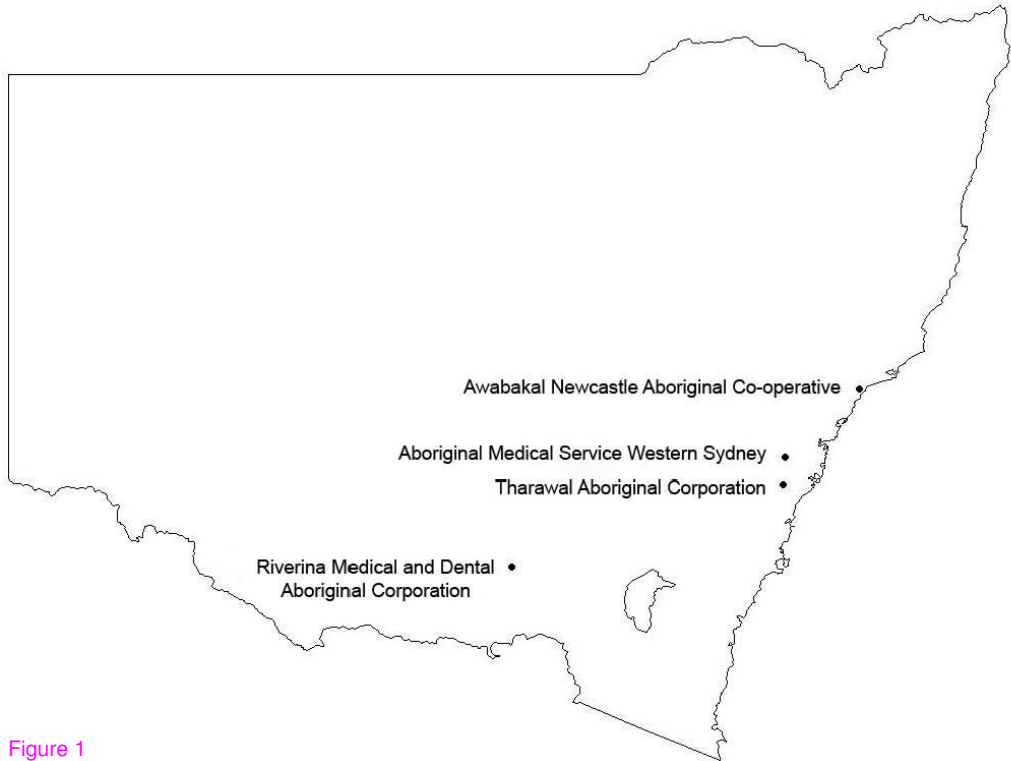 Awabakal Newcastle Aboriginal Co-operative
Aboriginal Medical Service Western Sydney
Tharawal Aboriginal Corporation
Riverina Medical and Dental
Aboriginal Corporation
Figure 1